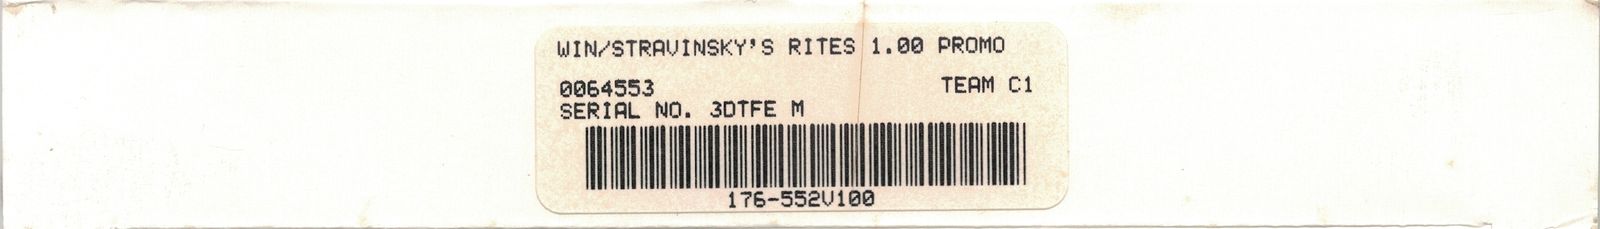 WIN/STRAVINSKY'S RITES 1.00 PROMO
0064553 TEAM C1
SERIAL NO. 3DTFE M
176-552V100